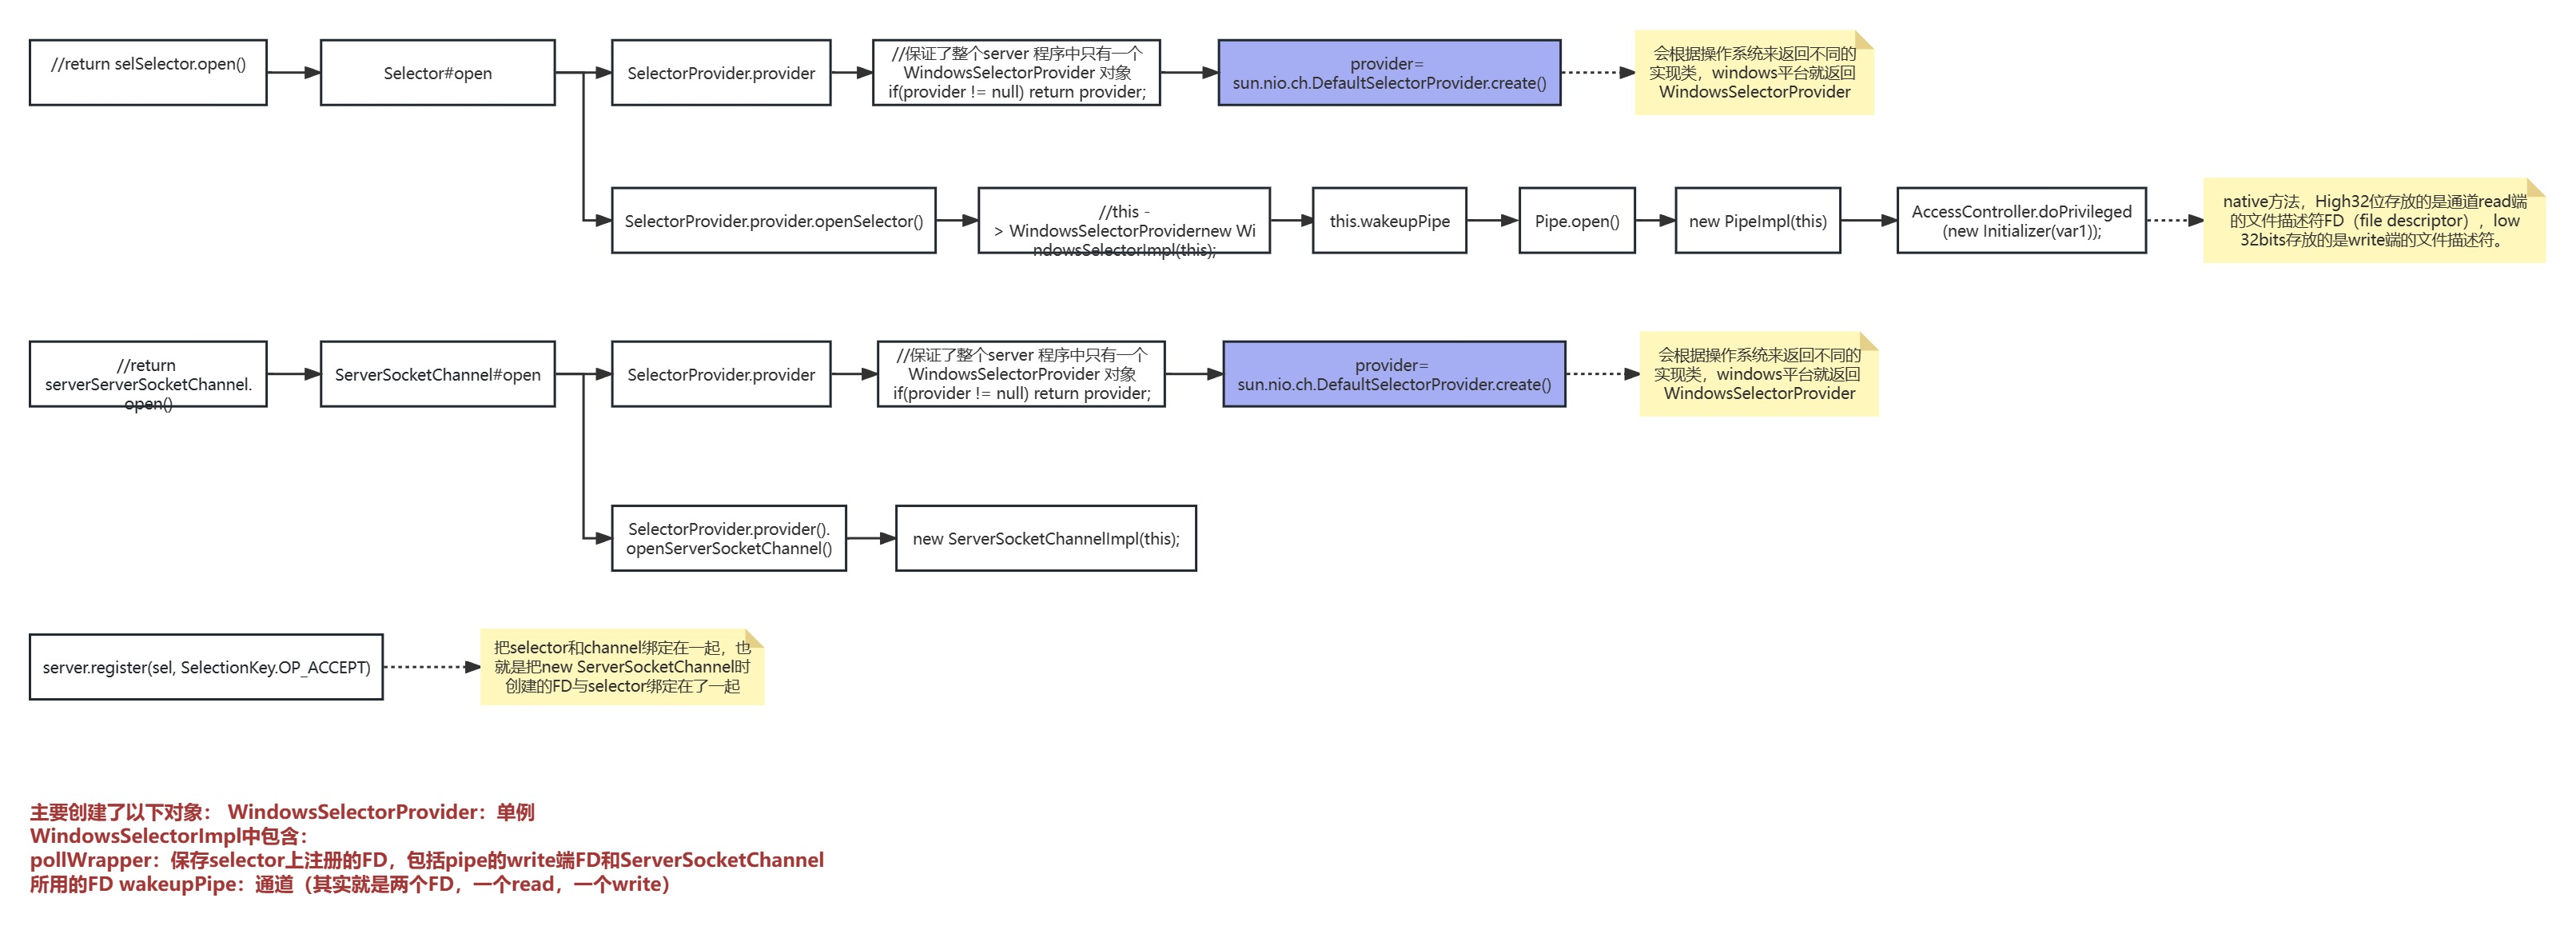 //return selSelector.open()
Selector#open
SelectorProvider.provider
//保证了整个server 程序中只有一个
WindowsSelectorProvider 对象
if(provider != null) return provider;
provider=
sun.nio.ch.DefaultSelectorProvider.create()
会根据操作系统来返回不同的
实现类，windows平台就返回
WindowsSelectorProvider
SelectorProvider.provider.openSelector()
//this -
> WindowsSelectorProvidernew Wi
ndowsSelectorImpl(this);
this.wakeupPipe
Pipe.open()
new PipeImpl(this)
AccessController.doPrivileged
(new Initializer(var1));
native方法，High32位存放的是通道read端
的文件描述符FD（file descriptor）, low
32bits存放的是write端的文件描述符。
//return
serverServerSocketChannel.
open()
ServerSocketChannel#open
SelectorProvider.provider
//保证了整个server 程序中只有一个
WindowsSelectorProvider 对象
if(provider != null) return provider;
provider=
sun.nio.ch.DefaultSelectorProvider.create()
会根据操作系统来返回不同的
实现类，windows平台就返回
WindowsSelectorProvider
SelectorProvider.provider().
openServerSocketChannel()
new ServerSocketChannelImpl(this);
server.register(sel, SelectionKey.OP_ACCEPT)
把selector和channel绑定在一起，也
就是把new ServerSocketChannel时
创建的FD与selector绑定在了一起
主要创建了以下对象： WindowsSelectorProvider：单例
WindowsSelectorImpl中包含：
pollWrapper：保存selector上注册的FD，包括pipe的write端FD和ServerSocketChannel
所用的FD wakeupPipe：通道（其实就是两个FD，一个read，一个write）